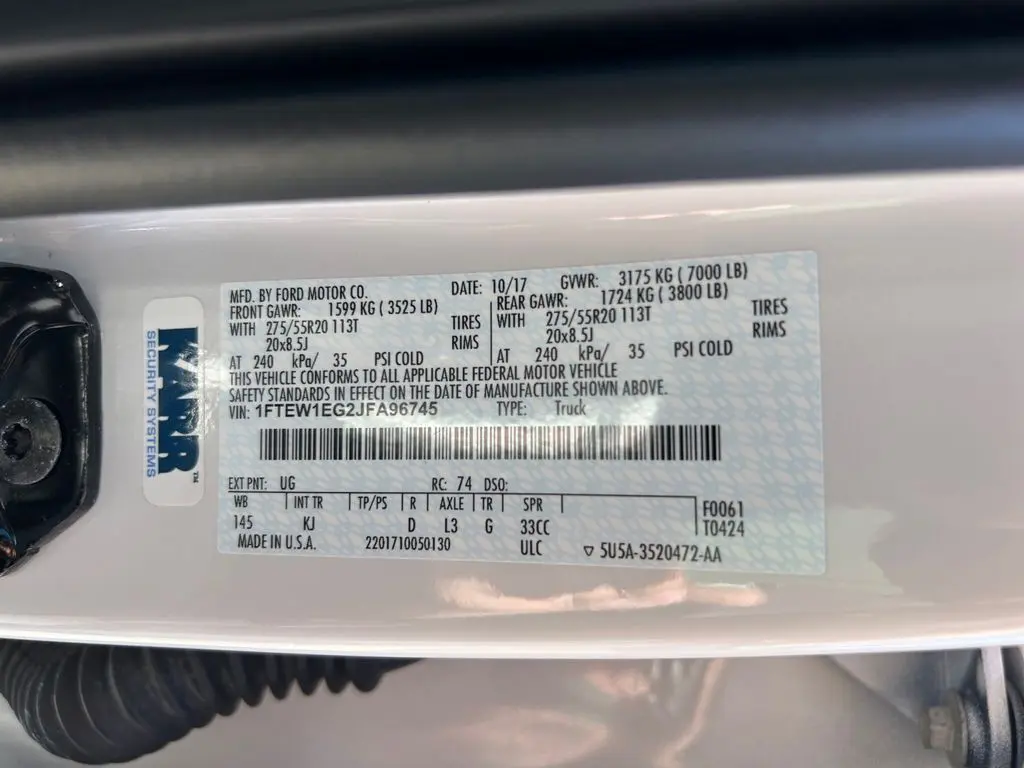 KARR™
SECURITY SYSTEMS
MFD. BY FORD MOTOR CO. DATE: 10/17 GVWR: 3175 KG ( 7000 LB)
FRONT GAWR: 1599 KG ( 3525 LB) REAR GAWR: 1724 KG ( 3800 LB)
WITH 275/55R20 113T TIRES WITH 275/55R20 113T TIRES
20x8.5J RIMS 20x8.5J RIMS
AT 240 kPa/ 35 PSI COLD AT 240 kPa/ 35 PSI COLD
THIS VEHICLE CONFORMS TO ALL APPLICABLE FEDERAL MOTOR VEHICLE
SAFETY STANDARDS IN EFFECT ON THE DATE OF MANUFACTURE SHOWN ABOVE.
VIN: 1FTEW1EG2JFA96745 TYPE: Truck
EXT PNT: UG RC: 74 DSO:
WB INT TR TP/PS R AXLE TR SPR F0061
145 KJ D L3 G 33CC T0424
MADE IN U.S.A. 2201710050130 ULC ▽ 5U5A-3520472-AA